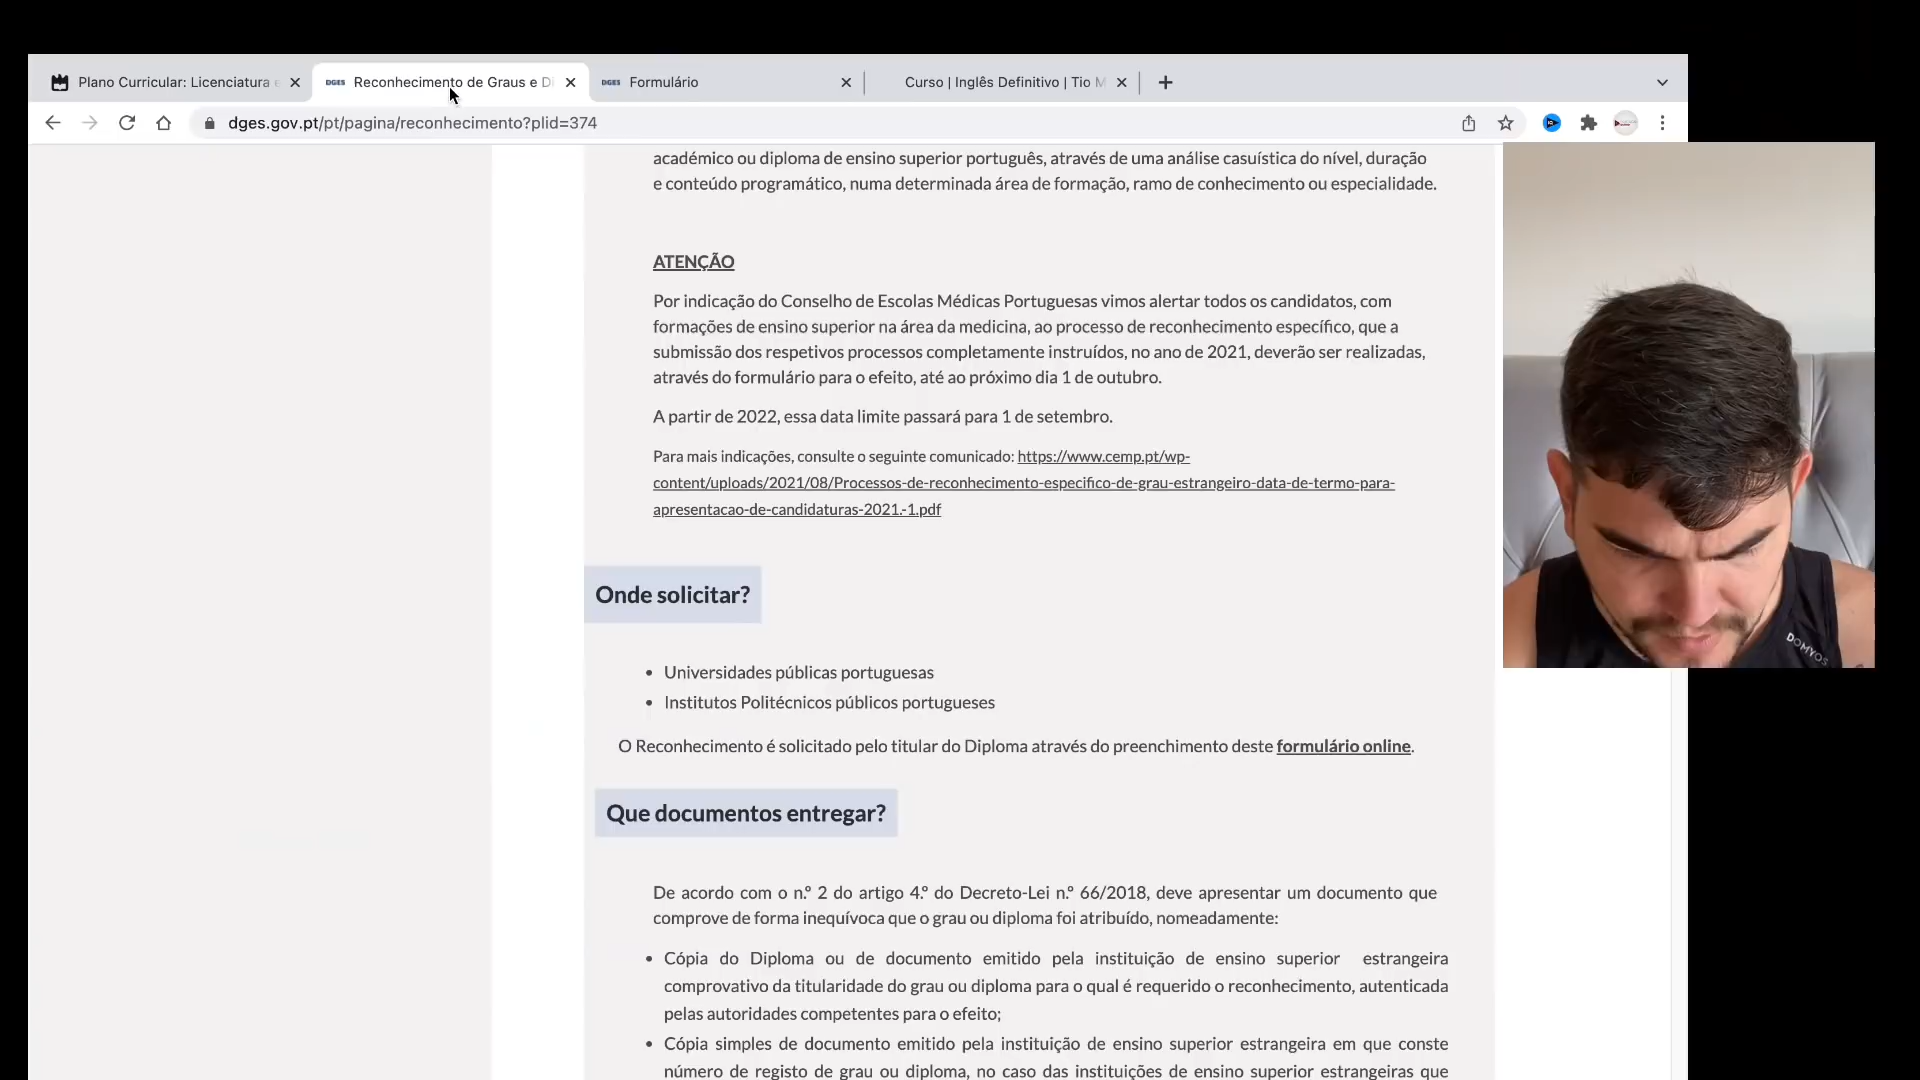 Plano Curricular: Licenciatura e
DGES Reconhecimento de Graus e Di
DGES Formulário
Curso | Inglês Definitivo | Tio M
dges.gov.pt/pt/pagina/reconhecimento?plid=374
académico ou diploma de ensino superior português, através de uma análise casuística do nível, duração
e conteúdo programático, numa determinada área de formação, ramo de conhecimento ou especialidade.
ATENÇÃO
Por indicação do Conselho de Escolas Médicas Portuguesas vimos alertar todos os candidatos, com
formações de ensino superior na área da medicina, ao processo de reconhecimento específico, que a
submissão dos respetivos processos completamente instruídos, no ano de 2021, deverão ser realizadas,
através do formulário para o efeito, até ao próximo dia 1 de outubro.
A partir de 2022, essa data limite passará para 1 de setembro.
Para mais indicações, consulte o seguinte comunicado: https://www.cemp.pt/wp-
content/uploads/2021/08/Processos-de-reconhecimento-especifico-de-grau-estrangeiro-data-de-termo-para-
apresentacao-de-candidaturas-2021.-1.pdf
Onde solicitar?
• Universidades públicas portuguesas
• Institutos Politécnicos públicos portugueses
O Reconhecimento é solicitado pelo titular do Diploma através do preenchimento deste formulário online.
Que documentos entregar?
De acordo com o n.º 2 do artigo 4.º do Decreto-Lei n.º 66/2018, deve apresentar um documento que
comprove de forma inequívoca que o grau ou diploma foi atribuído, nomeadamente:
• Cópia do Diploma ou de documento emitido pela instituição de ensino superior estrangeira
comprovativo da titularidade do grau ou diploma para o qual é requerido o reconhecimento, autenticada
pelas autoridades competentes para o efeito;
• Cópia simples de documento emitido pela instituição de ensino superior estrangeira em que conste
número de registo de grau ou diploma, no caso das instituições de ensino superior estrangeiras que
DOMYOS